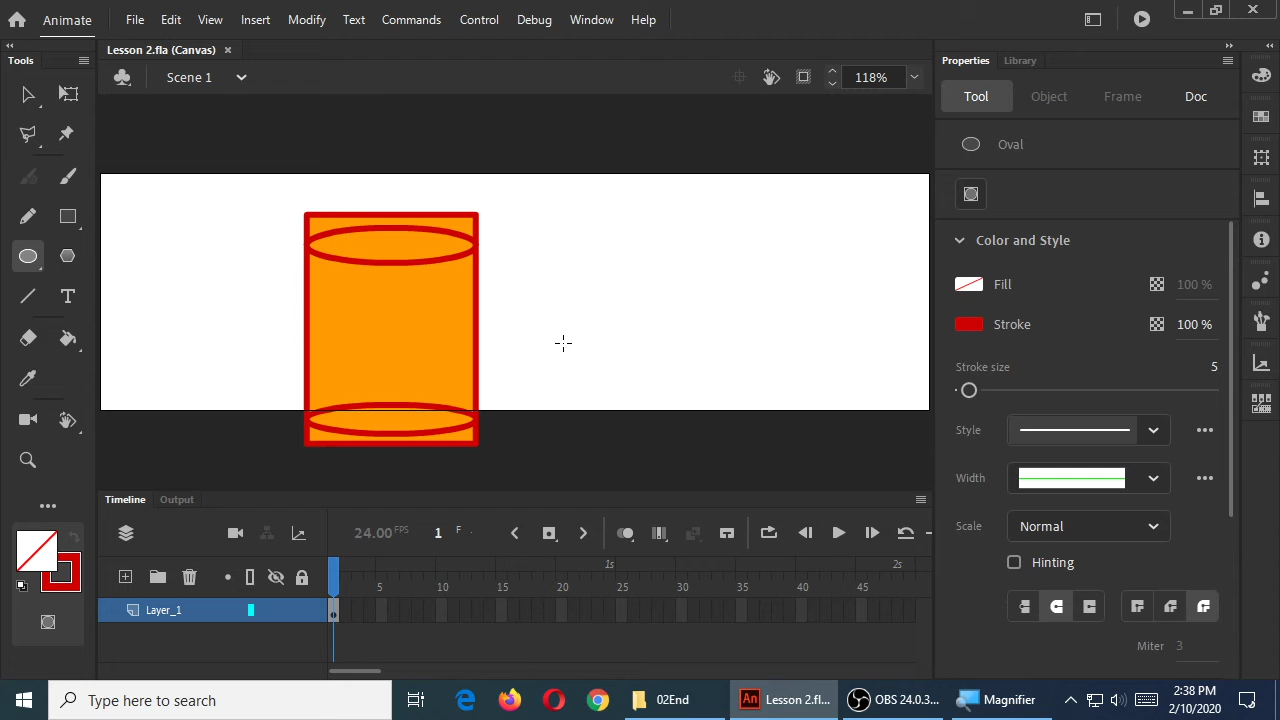 Animate File Edit View Insert Modify Text Commands Control Debug Window Help
Lesson 2.fla (Canvas)
Tools
Scene 1
118%
Properties Library
Tool Object Frame Doc
Oval
Color and Style
Fill 100 %
Stroke 100 %
Stroke size 5
Style
Width
Scale Normal
Hinting
Miter 3
Timeline Output
24.00 FPS 1 F
1s 2s
5 10 15 20 25 30 35 40 45
Layer_1
Type here to search
02End
An Lesson 2.fl...
OBS 24.0.3...
Magnifier
2:38 PM
2/10/2020